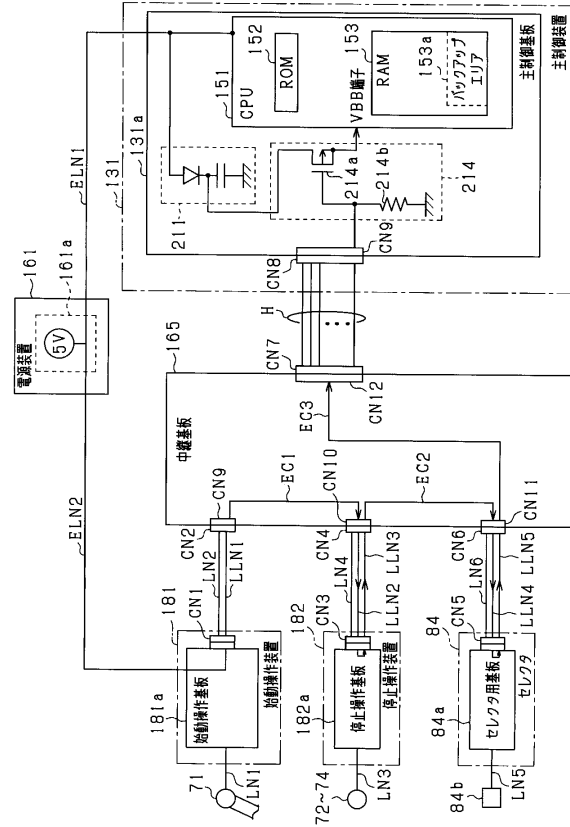 電源装置
161
161a
5V
ELN2
ELN1
131
131a
211
151
CPU
152
ROM
153
RAM
153a
バックアップ
エリア
VBB端子
主制御基板
主制御装置
214a
214b
214
CN8
CN9
H
CN7
CN12
165
中継基板
EC3
EC1
EC2
CN2
CN9
CN4
CN10
CN6
CN11
LN2
LLN1
LN4
LLN2
LLN3
LN6
LLN4
LLN5
181
CN1
181a
始動操作基板
始動操作装置
71
LN1
182
CN3
182a
停止操作基板
停止操作装置
72~74
LN3
84
CN5
84a
セレクタ用基板
セレクタ
84b
LN5